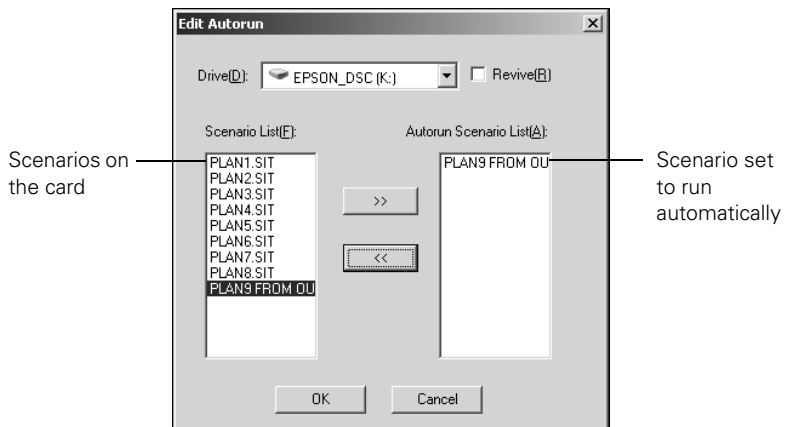 Edit Autorun
Drive(D): EPSON_DSC (K:) Revive(R)
Scenario List(F): Autorun Scenario List(A):
Scenarios on
the card
PLAN1.SIT
PLAN2.SIT
PLAN3.SIT
PLAN4.SIT
PLAN5.SIT
PLAN6.SIT
PLAN7.SIT
PLAN8.SIT
PLAN9 FROM OU
>>
<<
PLAN9 FROM OU
Scenario set
to run
automatically
OK Cancel